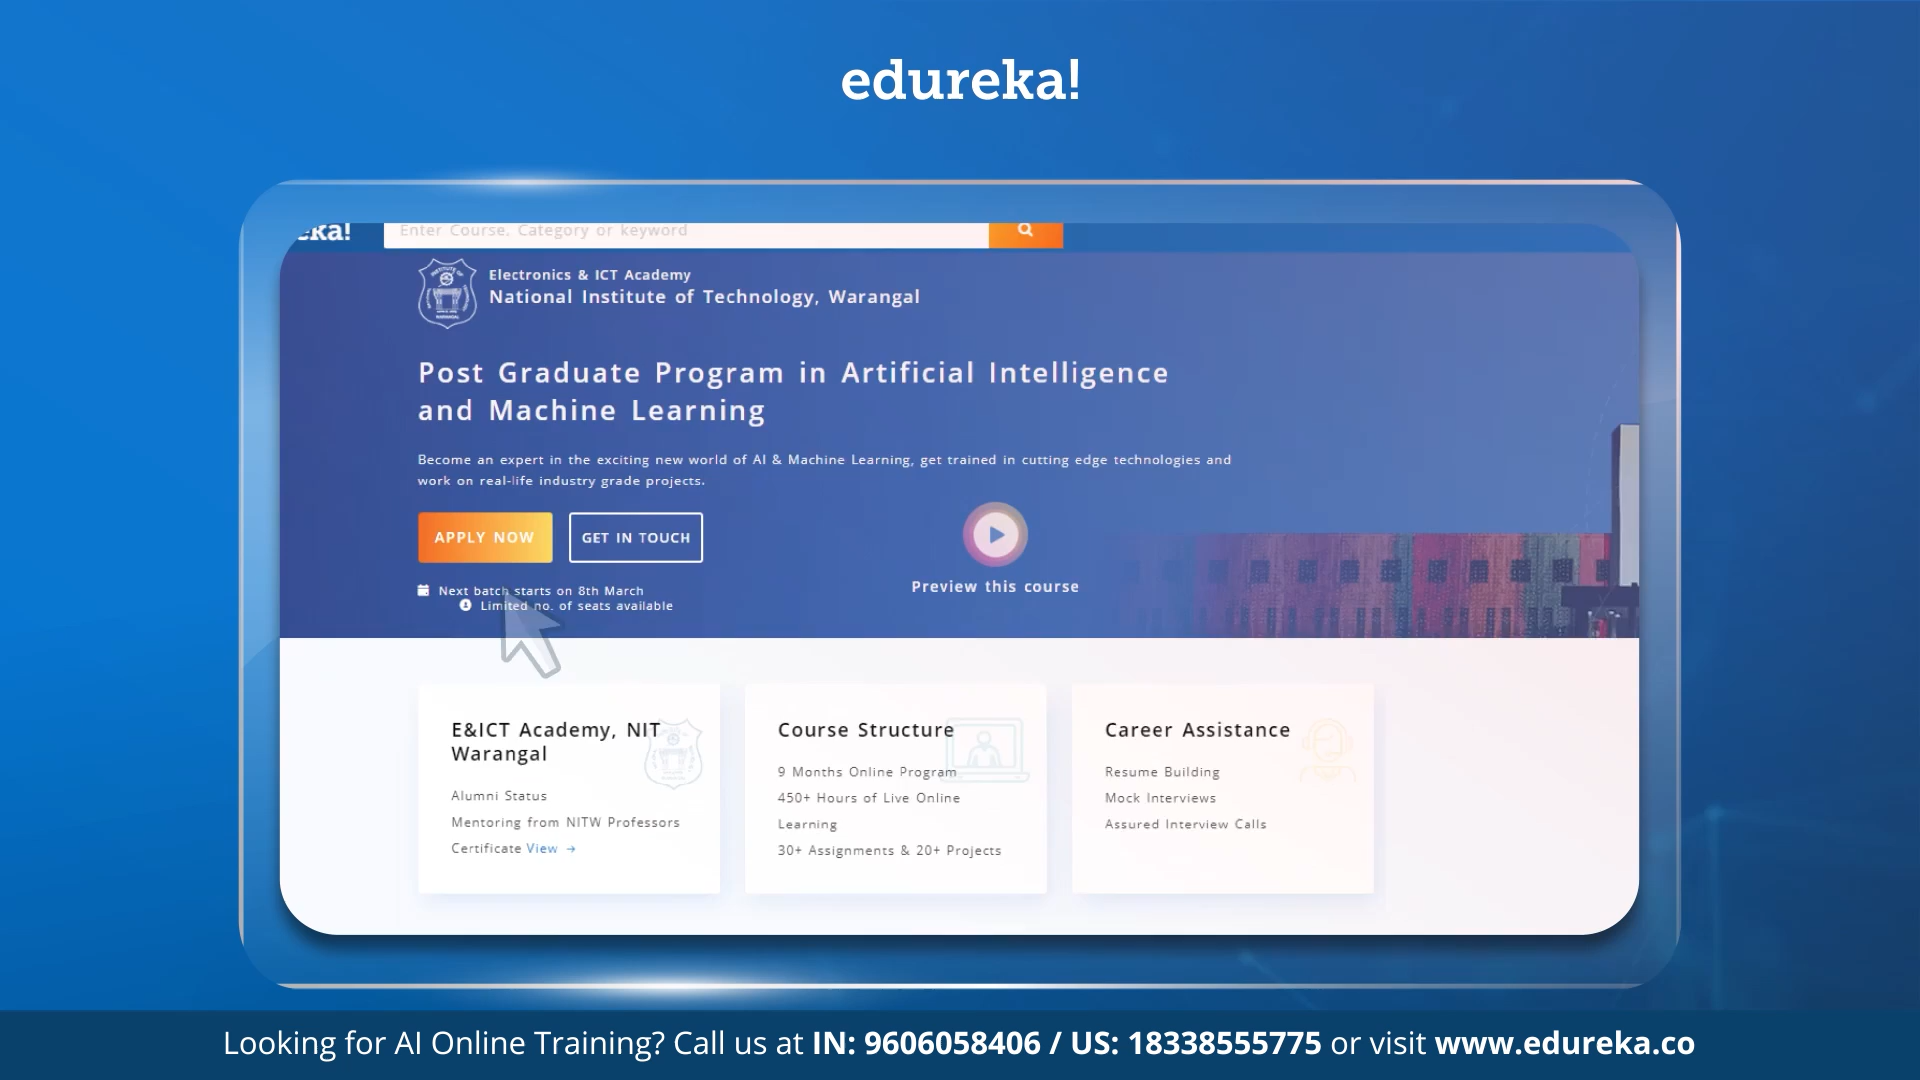 edureka!
eka!
Enter Course, Category or keyword
Electronics & ICT Academy
National Institute of Technology, Warangal
Post Graduate Program in Artificial Intelligence
and Machine Learning
Become an expert in the exciting new world of AI & Machine Learning, get trained in cutting edge technologies and
work on real-life industry grade projects.
APPLY NOW
GET IN TOUCH
Preview this course
Next batch starts on 8th March
Limited no. of seats available
E&ICT Academy, NIT
Warangal
Alumni Status
Mentoring from NITW Professors
Certificate View →
Course Structure
9 Months Online Program
450+ Hours of Live Online
Learning
30+ Assignments & 20+ Projects
Career Assistance
Resume Building
Mock Interviews
Assured Interview Calls
Looking for AI Online Training? Call us at IN: 9606058406 / US: 18338555775 or visit www.edureka.co